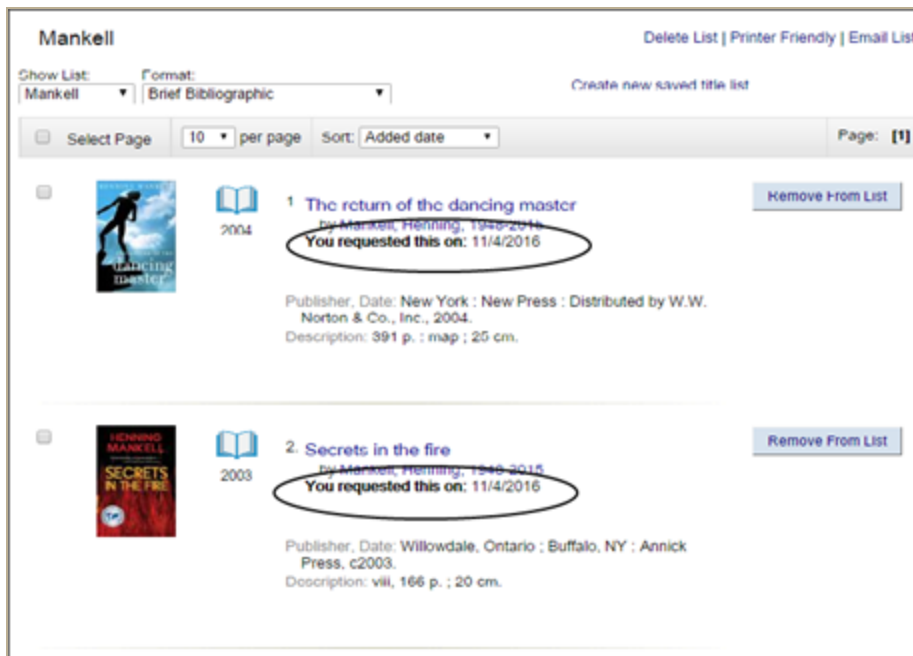 Mankell
Delete List | Printer Friendly | Email List
Show List: Format:
Mankell Brief Bibliographic
Create new saved title list
Select Page 10 per page Sort: Added date Page: [1]
HENNING MANKELL
dancing
master
2004
1 The return of the dancing master
by Mankell, Henning, 1948-2015
You requested this on: 11/4/2016
Remove From List
Publisher, Date: New York : New Press : Distributed by W.W.
Norton & Co., Inc., 2004.
Description: 391 p. : map ; 25 cm.
HENNING
MANKELL
SECRETS
IN THE FIRE
2003
2. Secrets in the fire
by Mankell, Henning, 1948-2015
You requested this on: 11/4/2016
Remove From List
Publisher, Date: Willowdale, Ontario ; Buffalo, NY : Annick
Press, c2003.
Description: viii, 166 p. ; 20 cm.